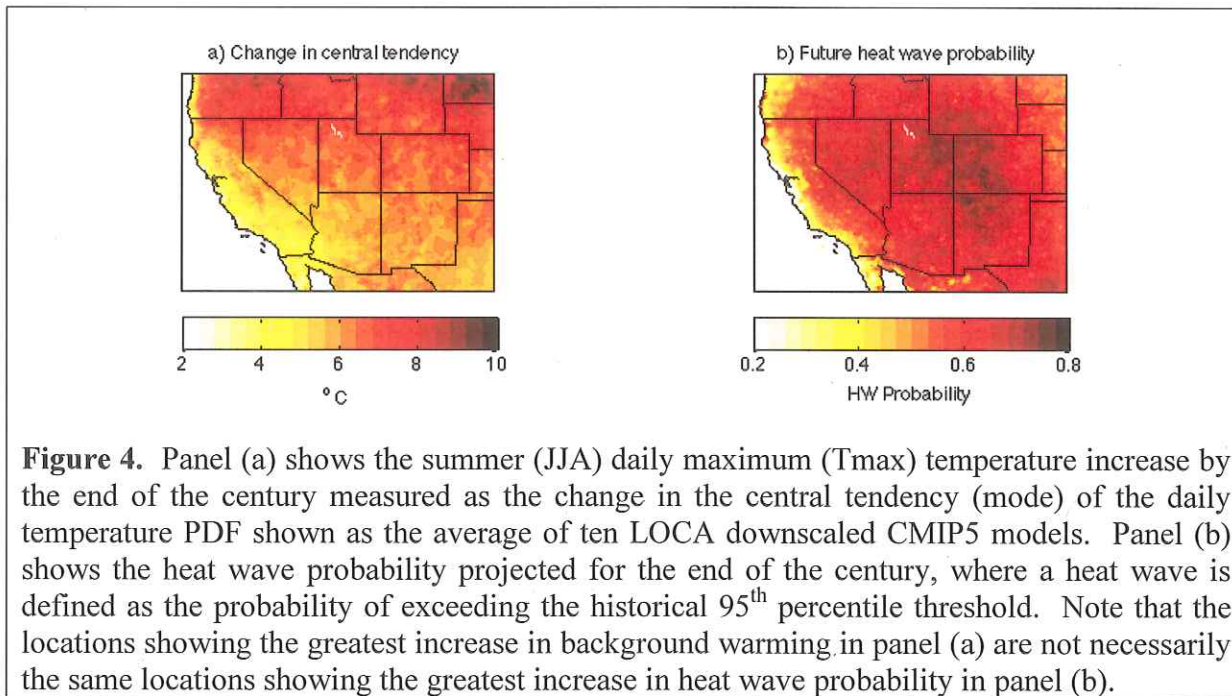 a) Change in central tendency
b) Future heat wave probability
2 4 6 8 10
° C
0.2 0.4 0.6 0.8
HW Probability
Figure 4. Panel (a) shows the summer (JJA) daily maximum (Tmax) temperature increase by
the end of the century measured as the change in the central tendency (mode) of the daily
temperature PDF shown as the average of ten LOCA downscaled CMIP5 models. Panel (b)
shows the heat wave probability projected for the end of the century, where a heat wave is
defined as the probability of exceeding the historical 95th percentile threshold. Note that the
locations showing the greatest increase in background warming in panel (a) are not necessarily
the same locations showing the greatest increase in heat wave probability in panel (b).